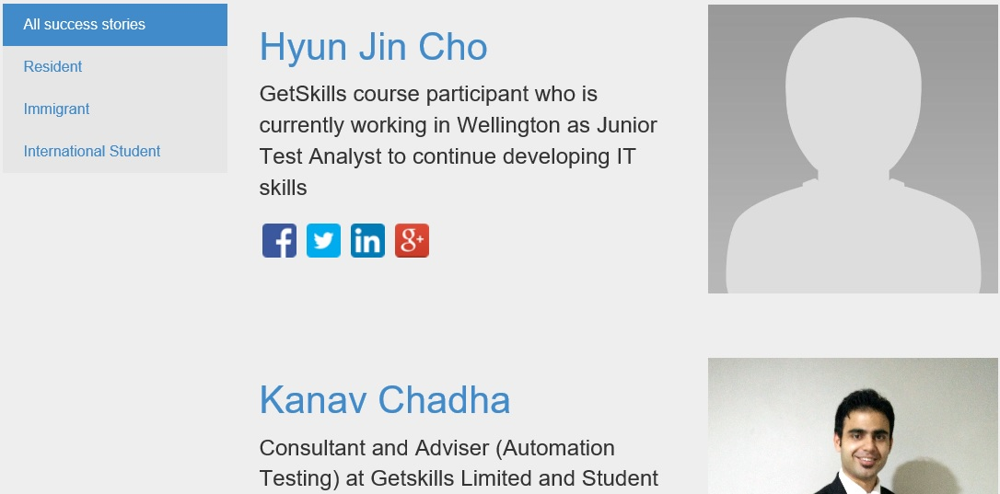 All success stories
Resident
Immigrant
International Student
Hyun Jin Cho
GetSkills course participant who is
currently working in Wellington as Junior
Test Analyst to continue developing IT
skills
f in g+
Kanav Chadha
Consultant and Adviser (Automation
Testing) at Getskills Limited and Student